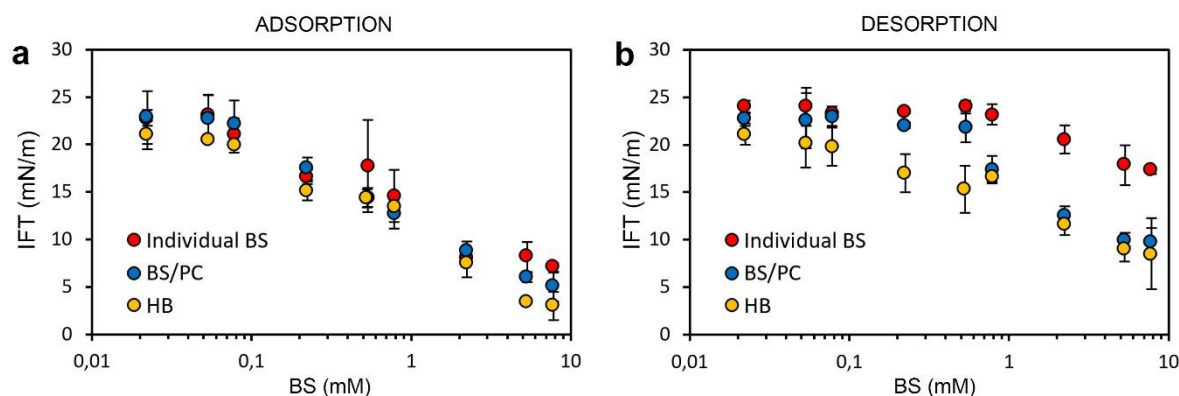 ADSORPTION
a
30
25
20
15
10
5
0
IFT (mN/m)
Individual BS
BS/PC
HB
0,01
0,1
1
10
BS (mM)
DESORPTION
b
30
25
20
15
10
5
0
IFT (mN/m)
Individual BS
BS/PC
HB
0,01
0,1
1
10
BS (mM)